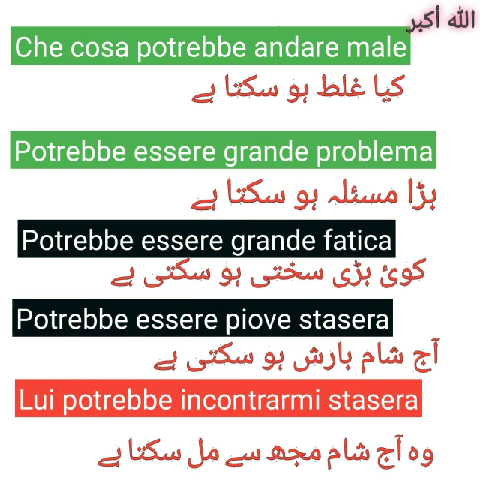 الله أكبر
Che cosa potrebbe andare male
کیا غلط ہو سکتا ہے
Potrebbe essere grande problema
بڑا مسئلہ ہو سکتا ہے
Potrebbe essere grande fatica
کوئ بڑی سختی ہو سکتی ہے
Potrebbe essere piove stasera
آج شام بارش ہو سکتی ہے
Lui potrebbe incontrarmi stasera
وہ آج شام مجھ سے مل سکتا ہے